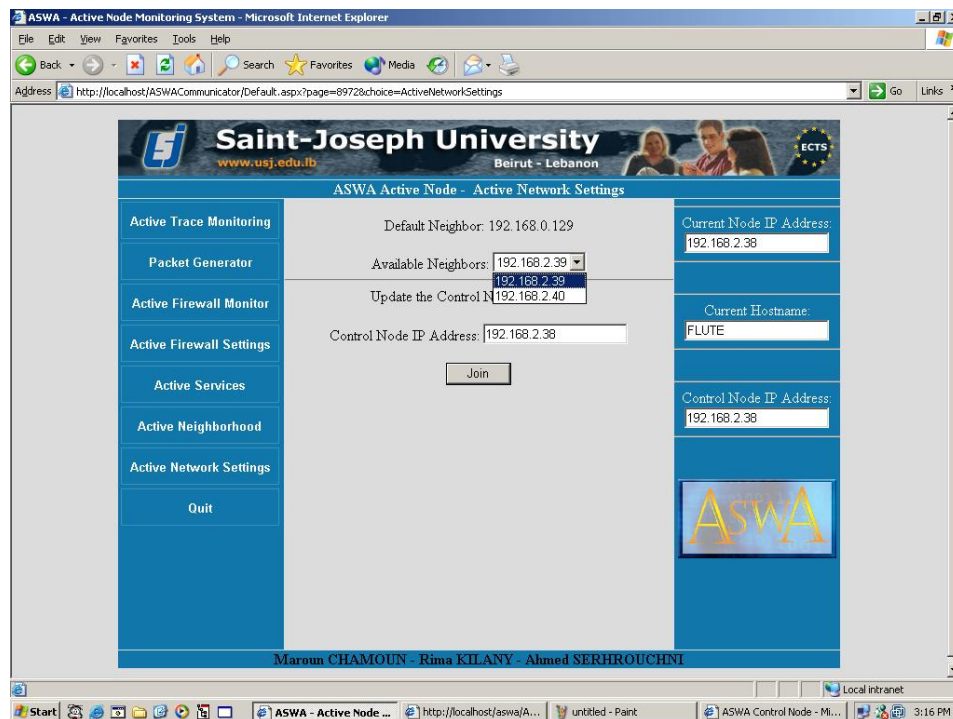 ASWA - Active Node Monitoring System - Microsoft Internet Explorer
File Edit View Favorites Tools Help
Back Search Favorites Media
Address http://localhost/ASWACommunicator/Default.aspx?page=8972&choice=ActiveNetworkSettings Go Links
Saint-Joseph University
www.usj.edu.lb Beirut - Lebanon
ECTS
ASWA Active Node - Active Network Settings
Active Trace Monitoring
Packet Generator
Active Firewall Monitor
Active Firewall Settings
Active Services
Active Neighborhood
Active Network Settings
Quit
Default Neighbor: 192.168.0.129
Available Neighbors: 192.168.2.39
192.168.2.39
192.168.2.40
Update the Control N
Control Node IP Address: 192.168.2.38
Join
Current Node IP Address:
192.168.2.38
Current Hostname:
FLUTE
Control Node IP Address:
192.168.2.38
ASWA
Maroun CHAMOUN - Rima KILANY - Ahmed SERHROUCHNI
Local intranet
Start ASWA - Active Node ... http://localhost/aswa/A... untitled - Paint ASWA Control Node - Mi... 3:16 PM